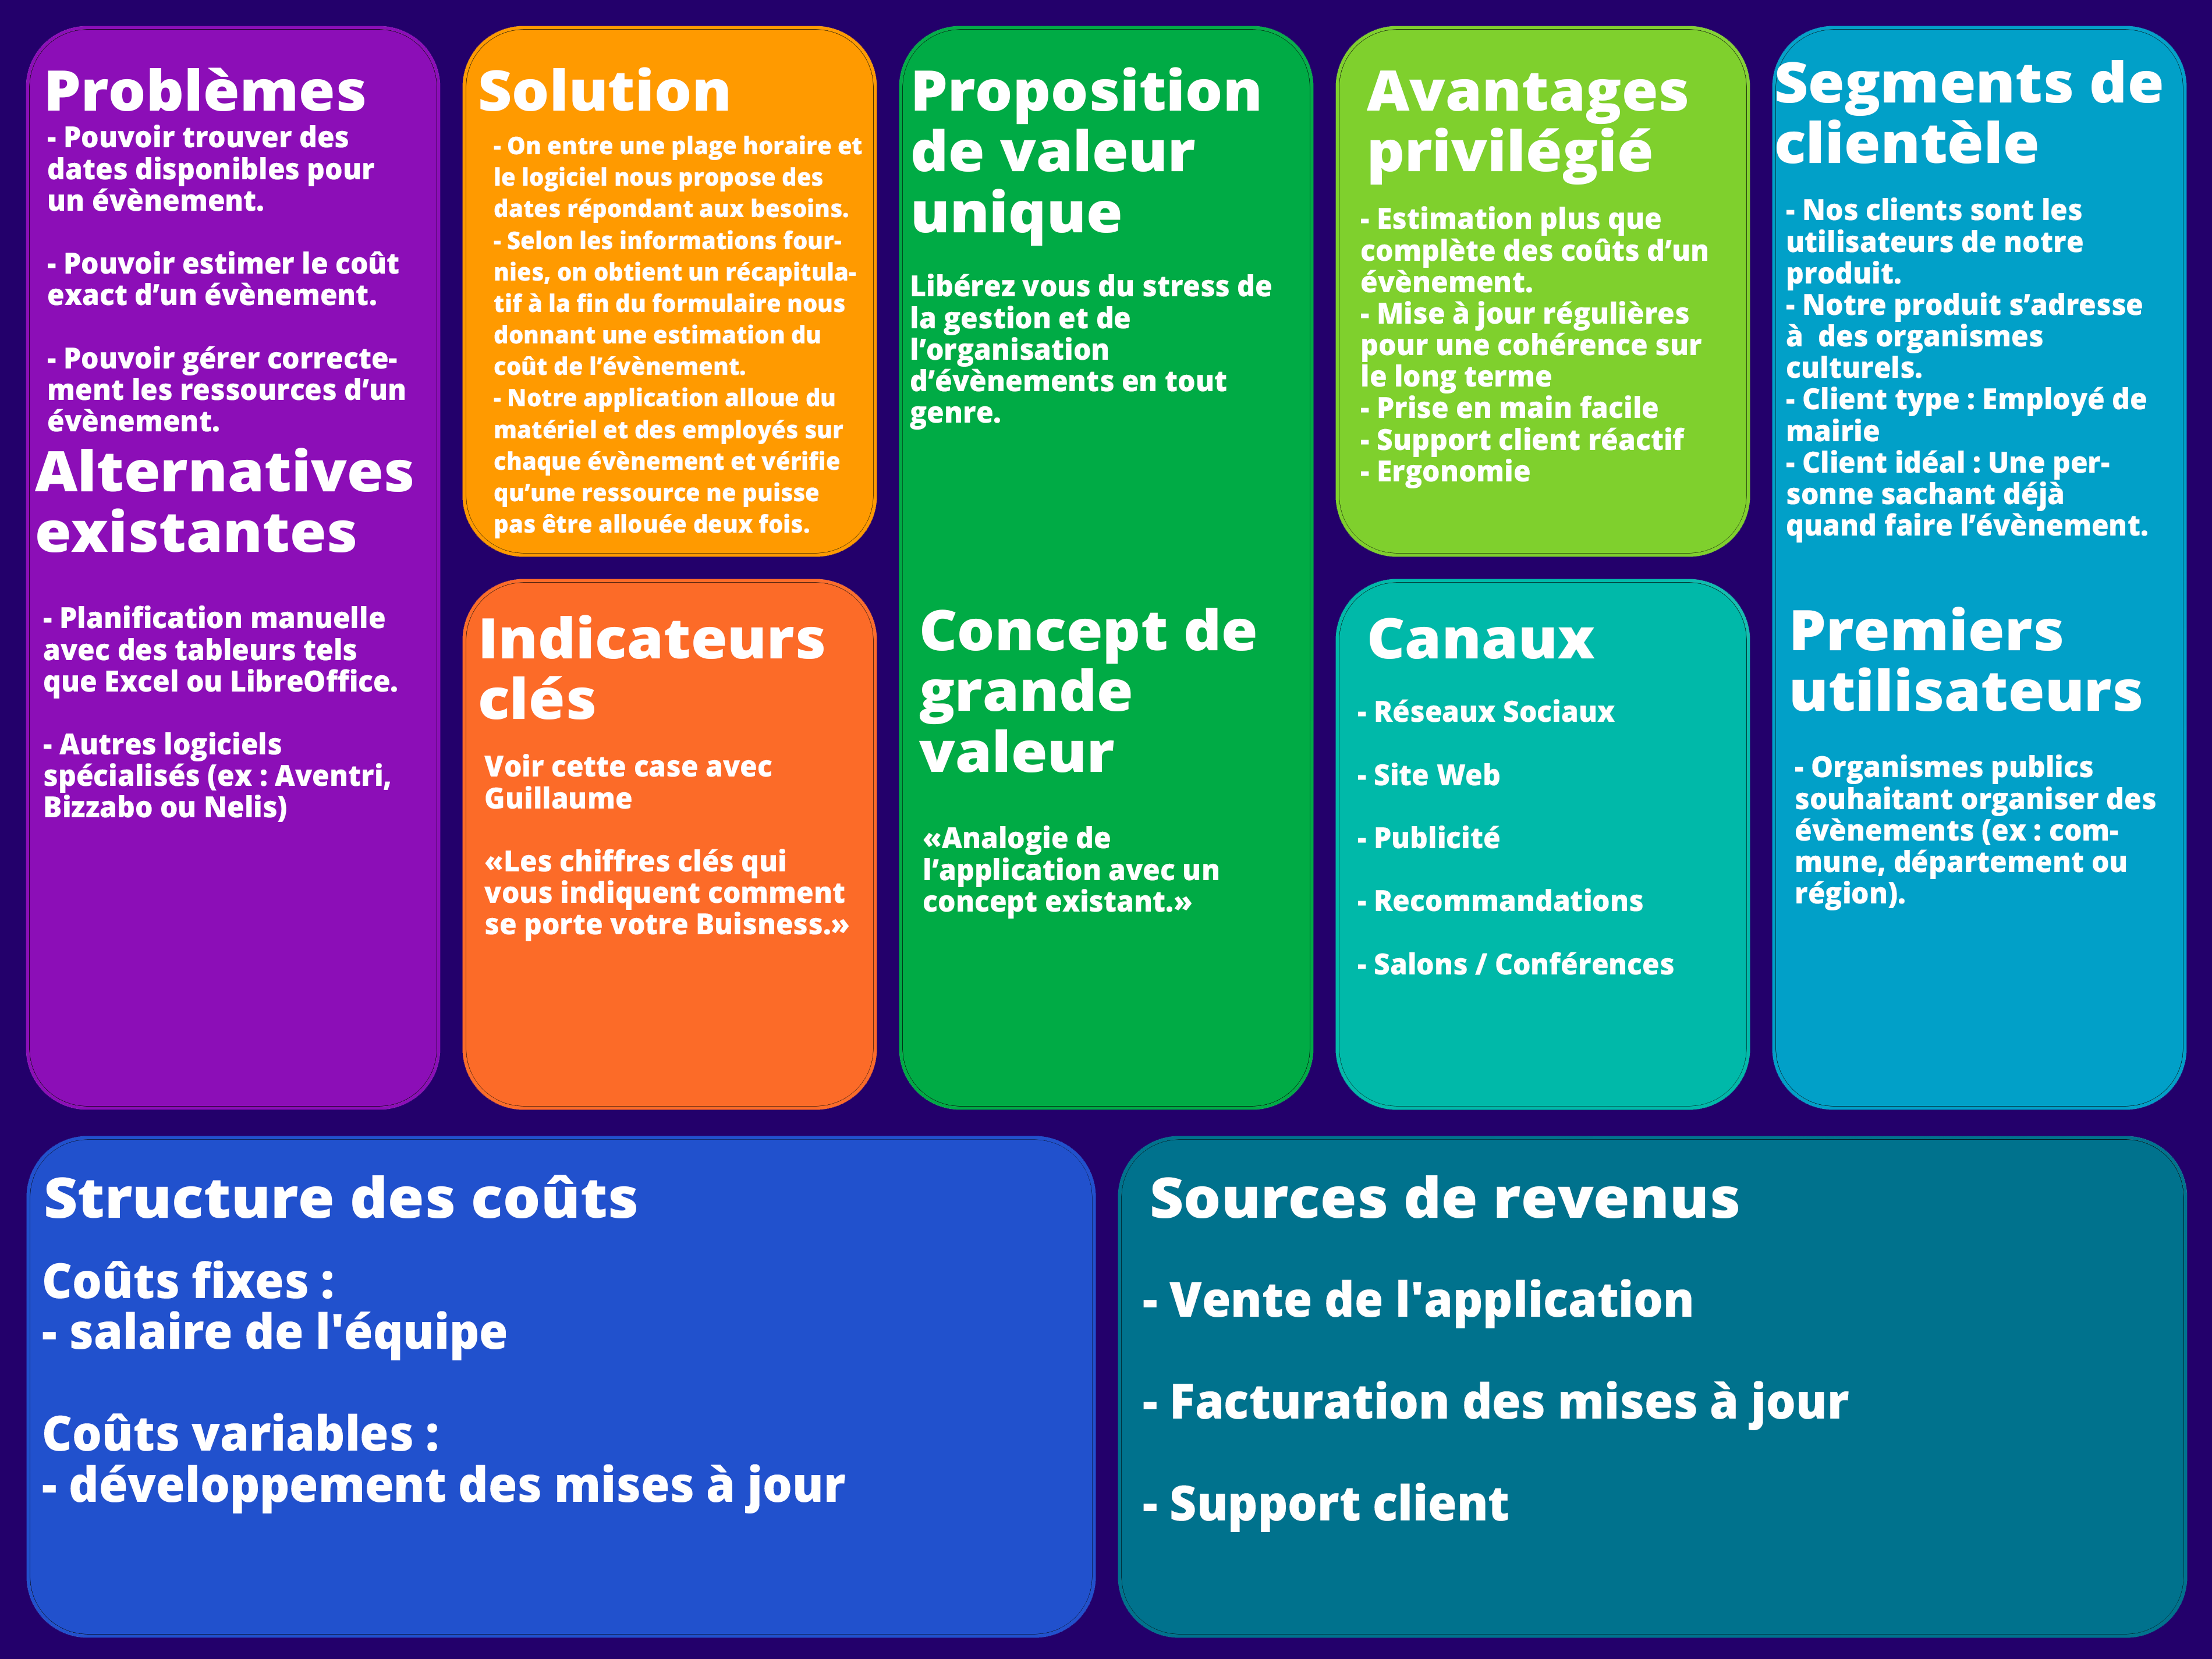 Problèmes
- Pouvoir trouver des
dates disponibles pour
un évènement.
- Pouvoir estimer le coût
exact d’un évènement.
- Pouvoir gérer correcte-
ment les ressources d’un
évènement.
Alternatives
existantes
- Planification manuelle
avec des tableurs tels
que Excel ou LibreOffice.
- Autres logiciels
spécialisés (ex : Aventri,
Bizzabo ou Nelis)
Solution
- On entre une plage horaire et
le logiciel nous propose des
dates répondant aux besoins.
- Selon les informations four-
nies, on obtient un récapitula-
tif à la fin du formulaire nous
donnant une estimation du
coût de l’évènement.
- Notre application alloue du
matériel et des employés sur
chaque évènement et vérifie
qu’une ressource ne puisse
pas être allouée deux fois.
Indicateurs
clés
Voir cette case avec
Guillaume
«Les chiffres clés qui
vous indiquent comment
se porte votre Buisness.»
Proposition
de valeur
unique
Libérez vous du stress de
la gestion et de
l’organisation
d’évènements en tout
genre.
Concept de
grande
valeur
«Analogie de
l’application avec un
concept existant.»
Avantages
privilégié
- Estimation plus que
complète des coûts d’un
évènement.
- Mise à jour régulières
pour une cohérence sur
le long terme
- Prise en main facile
- Support client réactif
- Ergonomie
Canaux
- Réseaux Sociaux
- Site Web
- Publicité
- Recommandations
- Salons / Conférences
Segments de
clientèle
- Nos clients sont les
utilisateurs de notre
produit.
- Notre produit s’adresse
à  des organismes
culturels.
- Client type : Employé de
mairie
- Client idéal : Une per-
sonne sachant déjà
quand faire l’évènement.
Premiers
utilisateurs
- Organismes publics
souhaitant organiser des
évènements (ex : com-
mune, département ou
région).
Structure des coûts
Coûts fixes :
- salaire de l'équipe
Coûts variables :
- développement des mises à jour
Sources de revenus
- Vente de l'application
- Facturation des mises à jour
- Support client